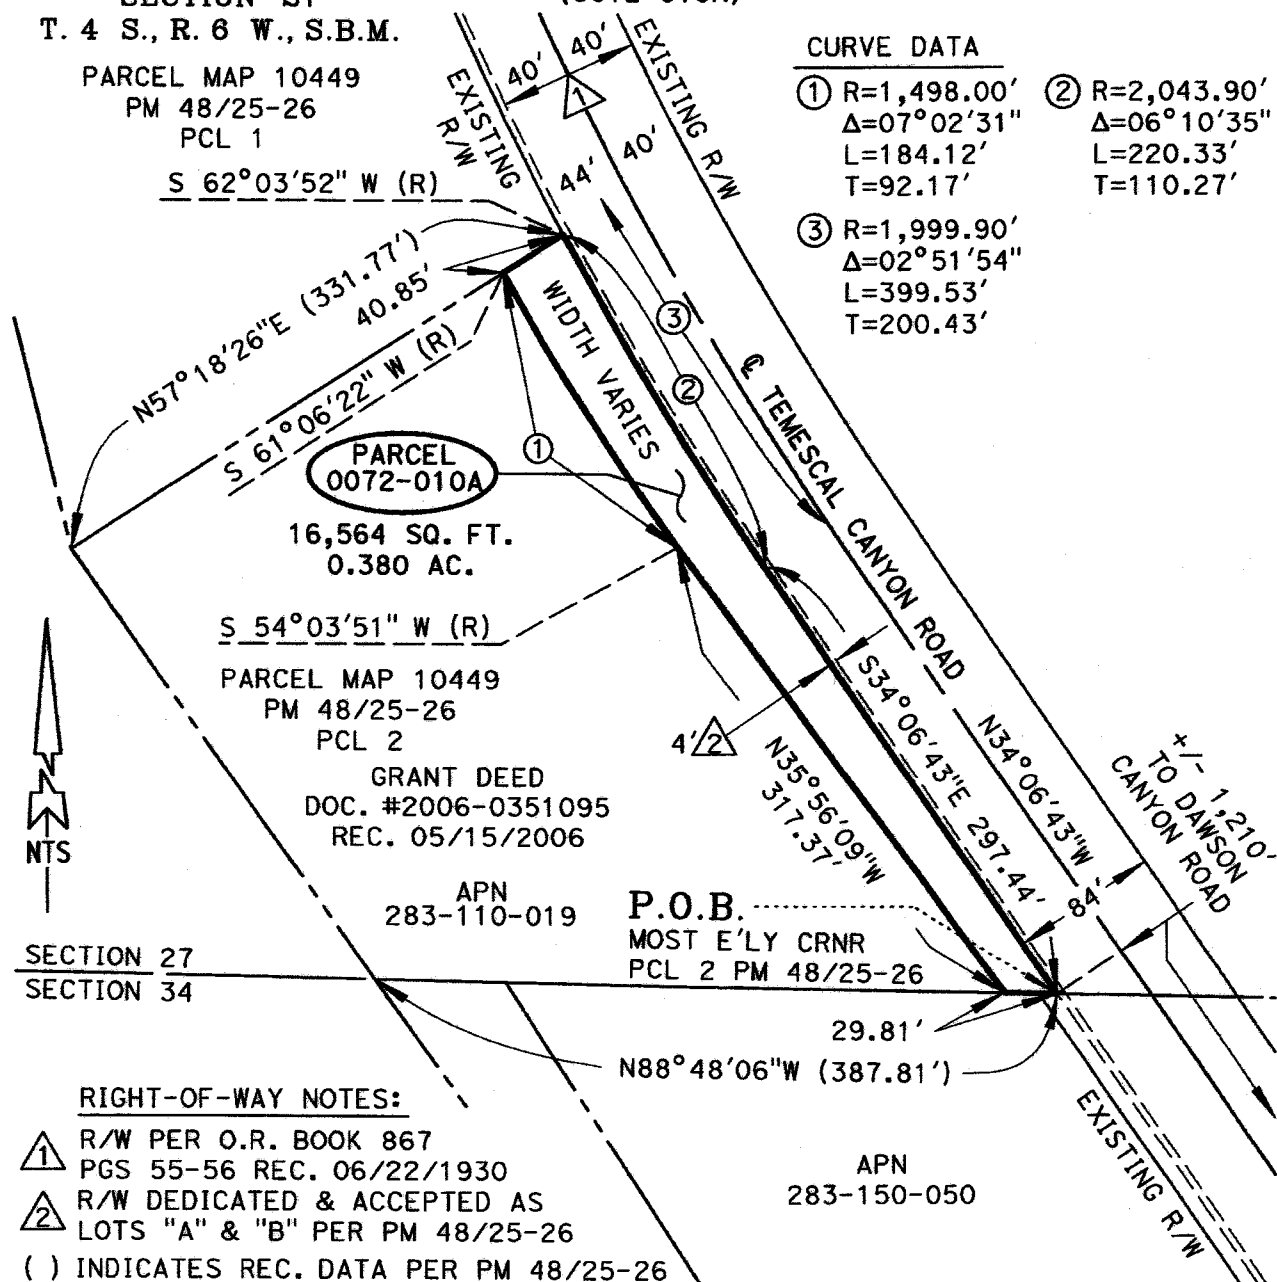 T. 4 S., R. 6 W., S.B.M.
PARCEL MAP 10449
PM 48/25-26
PCL 1
S 62°03'52" W (R)
EXISTING
R/W
40'
40'
1
EXISTING R/W
44'
40'
CURVE DATA
1 R=1,498.00'
Δ=07°02'31"
L=184.12'
T=92.17'
2 R=2,043.90'
Δ=06°10'35"
L=220.33'
T=110.27'
3 R=1,999.90'
Δ=02°51'54"
L=399.53'
T=200.43'
N57°18'26"E (331.77')
40.85'
S 61°06'22" W (R)
WIDTH VARIES
3
2
1
℄ TEMESCAL CANYON ROAD
PARCEL
0072-010A
16,564 SQ. FT.
0.380 AC.
S 54°03'51" W (R)
PARCEL MAP 10449
PM 48/25-26
PCL 2
4' 2
GRANT DEED
DOC. #2006-0351095
REC. 05/15/2006
N35°56'09"W
317.37'
S34°06'43"E 297.44'
N34°06'43"W
84'
+/- 1,210'
TO DAWSON
CANYON ROAD
N
NTS
APN
283-110-019
P.O.B.
MOST E'LY CRNR
PCL 2 PM 48/25-26
SECTION 27
SECTION 34
29.81'
N88°48'06"W (387.81')
EXISTING R/W
RIGHT-OF-WAY NOTES:
1 R/W PER O.R. BOOK 867
PGS 55-56 REC. 06/22/1930
2 R/W DEDICATED & ACCEPTED AS
LOTS "A" & "B" PER PM 48/25-26
( ) INDICATES REC. DATA PER PM 48/25-26
APN
283-150-050